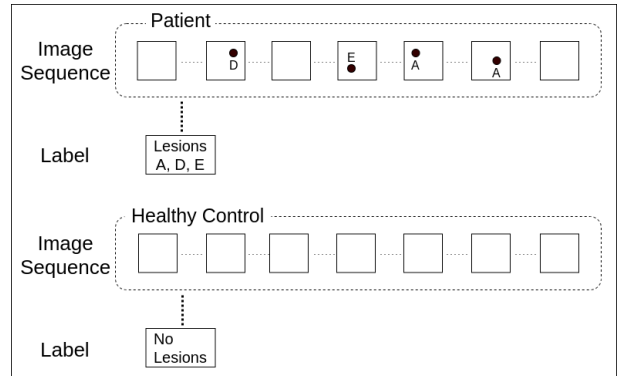 Patient
Image
Sequence
D
E
A
A
Label
Lesions
A, D, E
Healthy Control
Image
Sequence
Label
No
Lesions